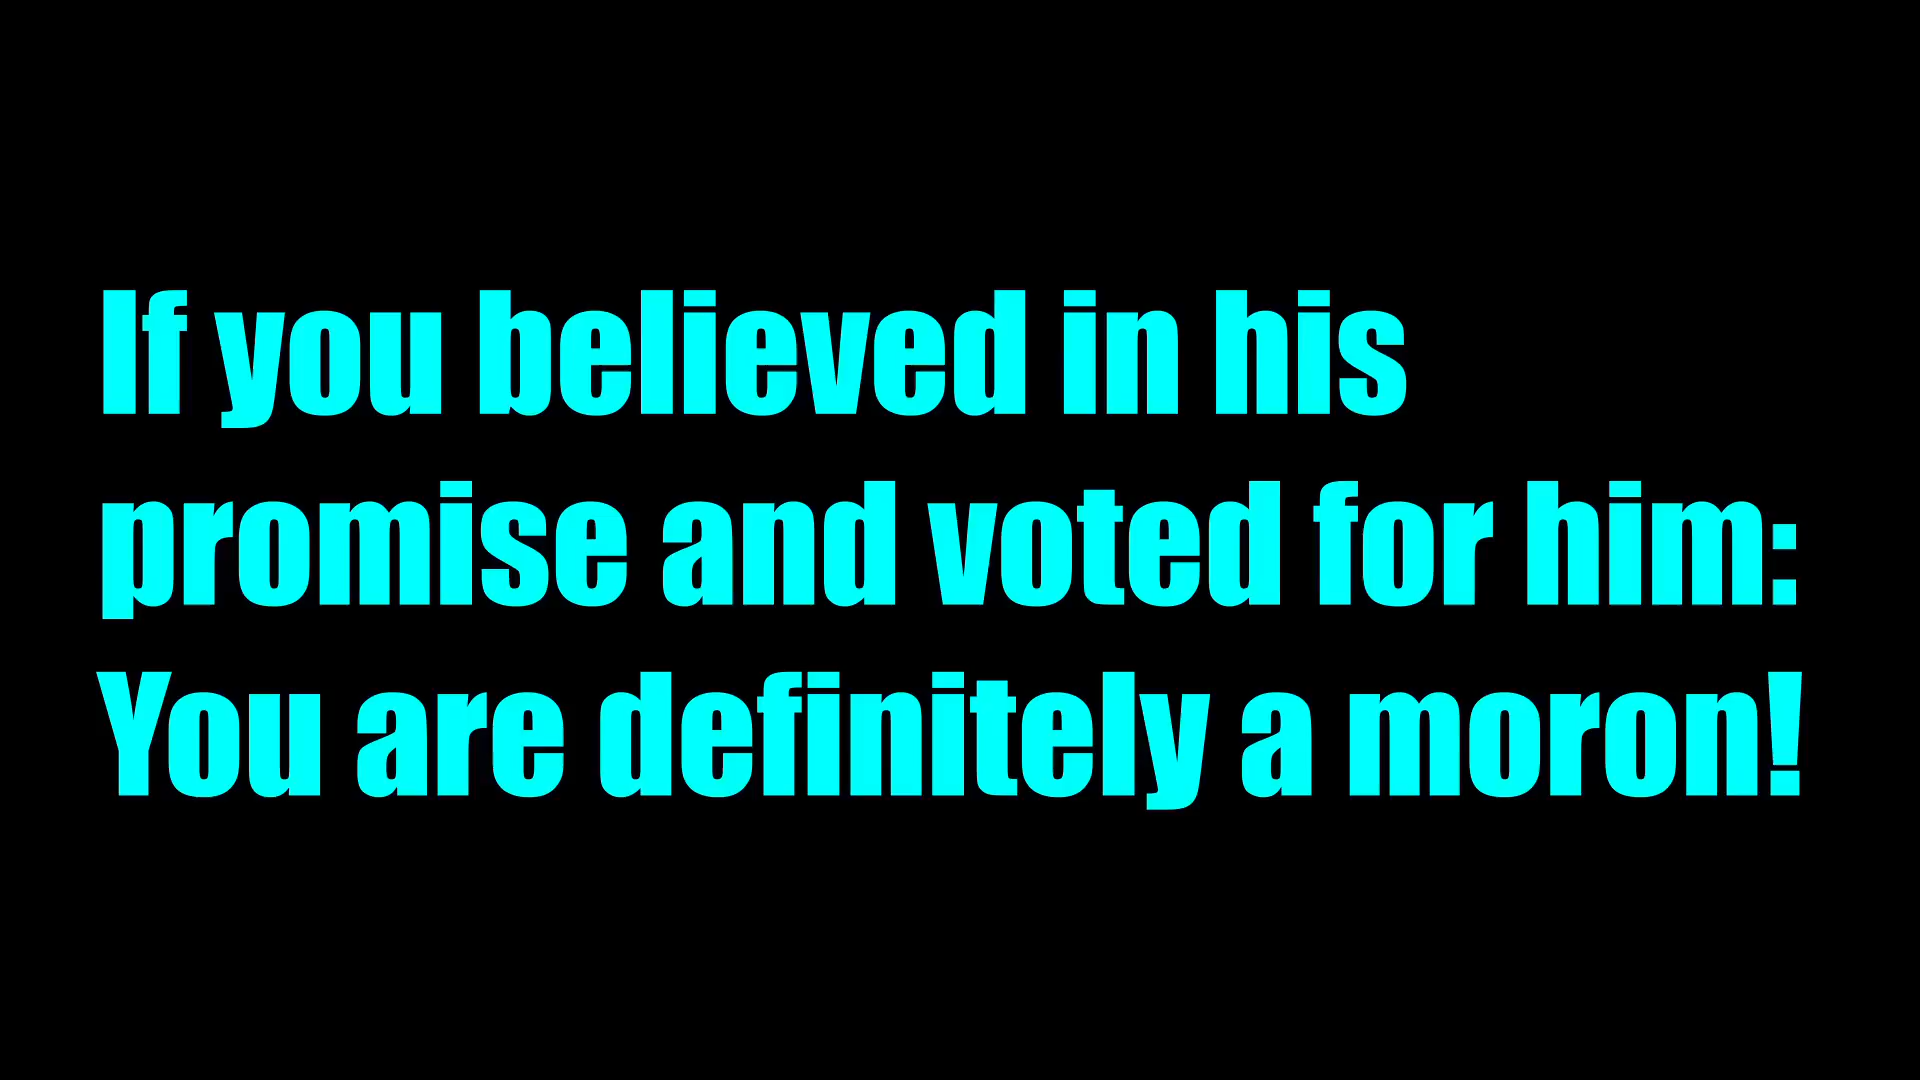 If you believed in his
promise and voted for him:
You are definitely a moron!